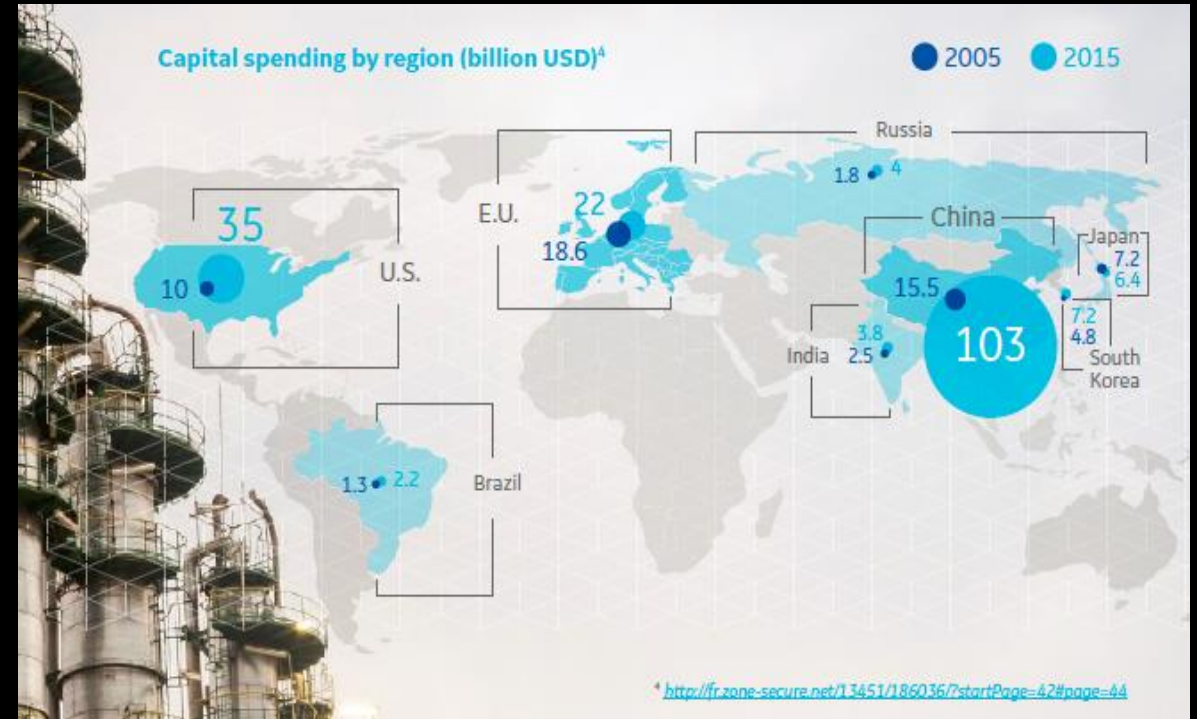 Capital spending by region (billion USD)⁴
2005 2015
Russia
1.8 4
35
10
U.S.
E.U.
22
18.6
China
15.5
103
Japan
7.2
6.4
7.2
4.8
South
Korea
India
3.8
2.5
Brazil
1.3 2.2
⁴ http://fr.zone-secure.net/13451/186036/?startPage=42#page=44